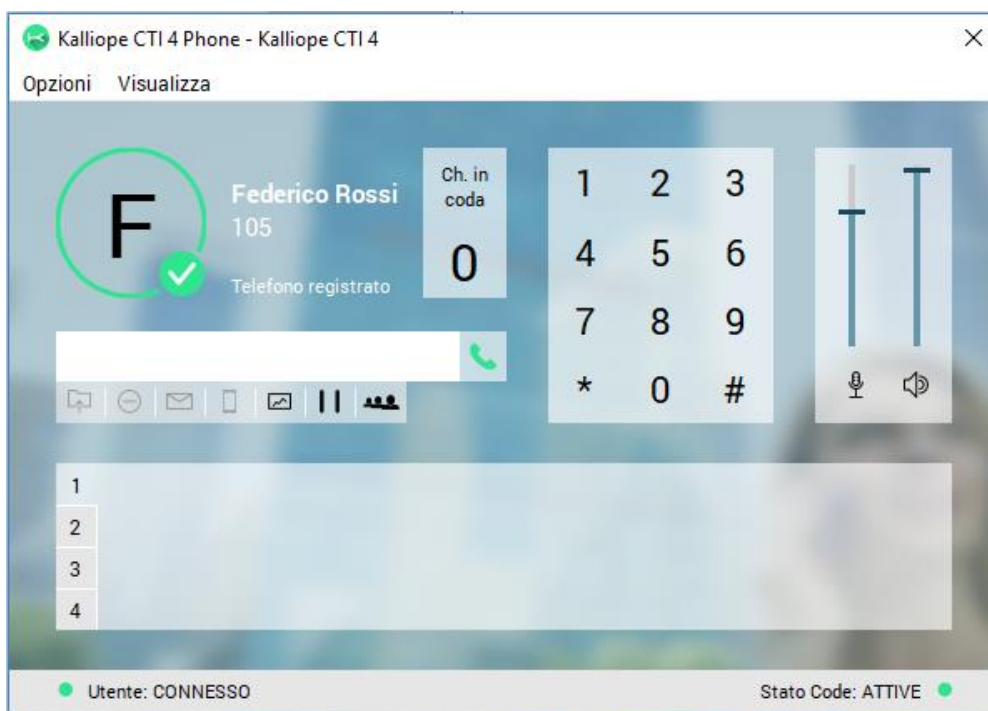 Kalliope CTI 4 Phone - Kalliope CTI 4
Opzioni Visualizza
F
Federico Rossi
105
Telefono registrato
Ch. in
coda
0
1 2 3
4 5 6
7 8 9
* 0 #
1
2
3
4
Utente: CONNESSO
Stato Code: ATTIVE